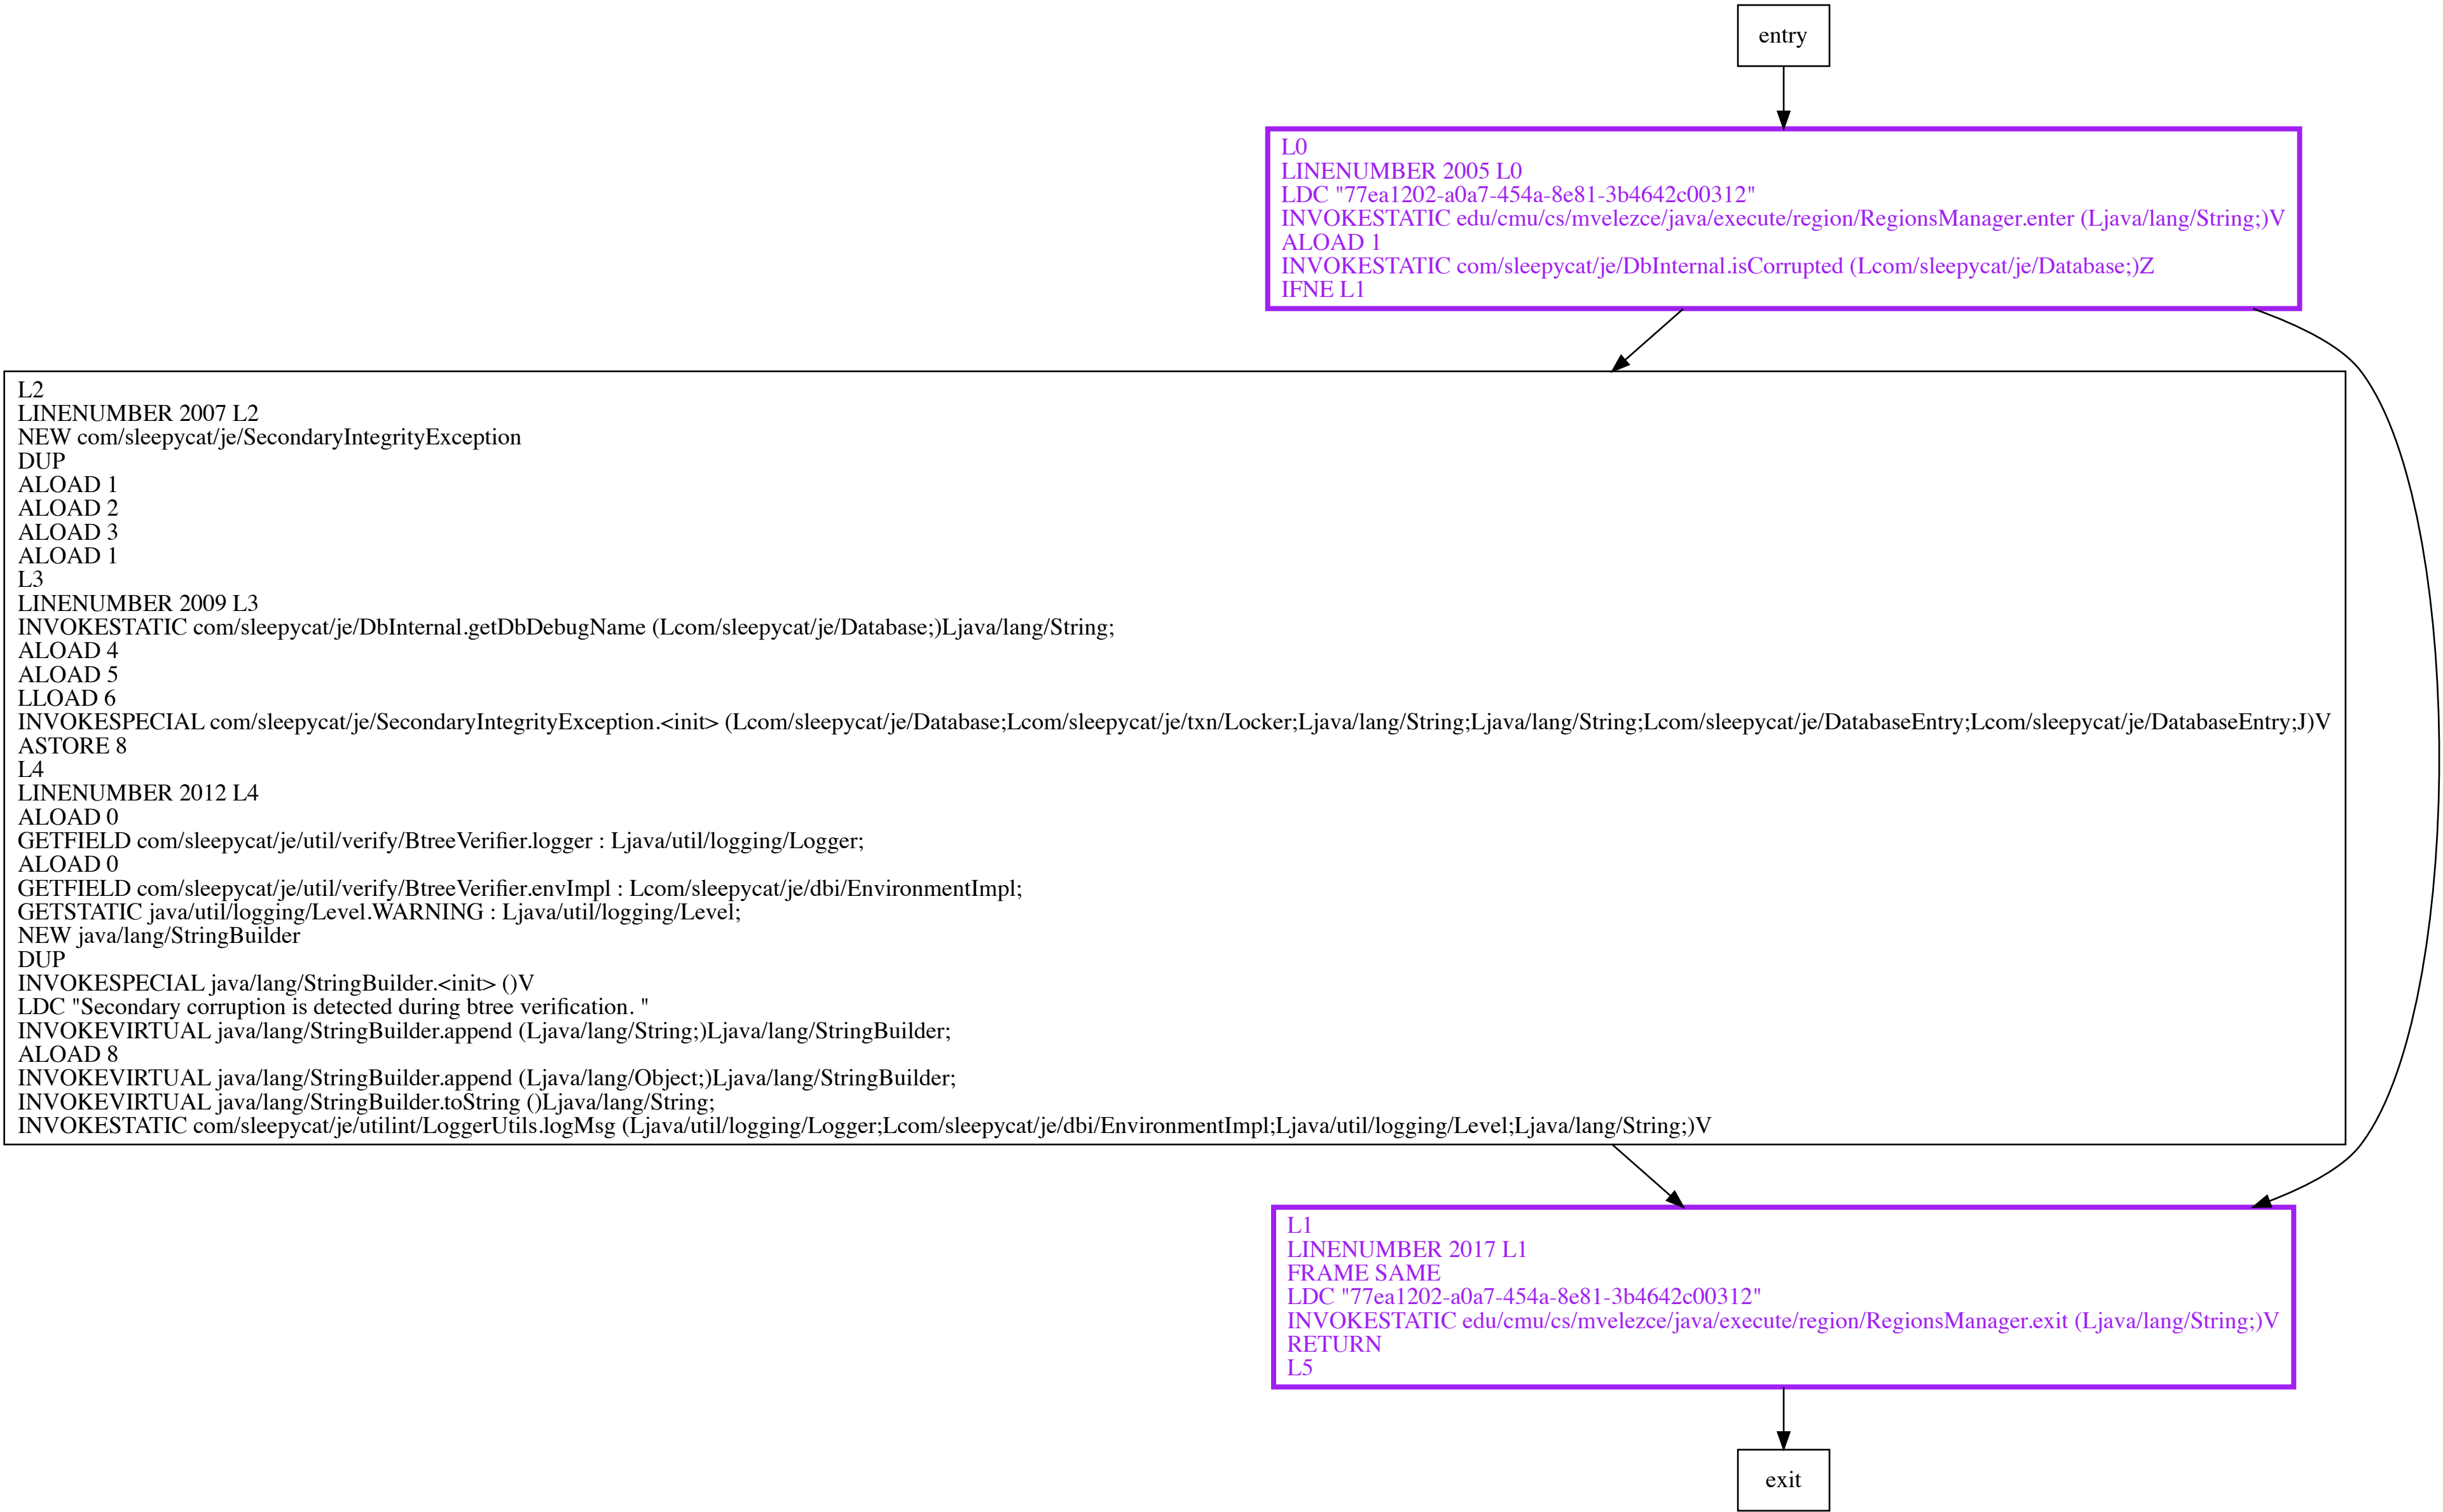 entry
L0
LINENUMBER 2005 L0
LDC "77ea1202-a0a7-454a-8e81-3b4642c00312"
INVOKESTATIC edu/cmu/cs/mvelezce/java/execute/region/RegionsManager.enter (Ljava/lang/String;)V
ALOAD 1
INVOKESTATIC com/sleepycat/je/DbInternal.isCorrupted (Lcom/sleepycat/je/Database;)Z
IFNE L1
L2
LINENUMBER 2007 L2
NEW com/sleepycat/je/SecondaryIntegrityException
DUP
ALOAD 1
ALOAD 2
ALOAD 3
ALOAD 1
L3
LINENUMBER 2009 L3
INVOKESTATIC com/sleepycat/je/DbInternal.getDbDebugName (Lcom/sleepycat/je/Database;)Ljava/lang/String;
ALOAD 4
ALOAD 5
LLOAD 6
INVOKESPECIAL com/sleepycat/je/SecondaryIntegrityException.<init> (Lcom/sleepycat/je/Database;Lcom/sleepycat/je/txn/Locker;Ljava/lang/String;Ljava/lang/String;Lcom/sleepycat/je/DatabaseEntry;Lcom/sleepycat/je/DatabaseEntry;J)V
ASTORE 8
L4
LINENUMBER 2012 L4
ALOAD 0
GETFIELD com/sleepycat/je/util/verify/BtreeVerifier.logger : Ljava/util/logging/Logger;
ALOAD 0
GETFIELD com/sleepycat/je/util/verify/BtreeVerifier.envImpl : Lcom/sleepycat/je/dbi/EnvironmentImpl;
GETSTATIC java/util/logging/Level.WARNING : Ljava/util/logging/Level;
NEW java/lang/StringBuilder
DUP
INVOKESPECIAL java/lang/StringBuilder.<init> ()V
LDC "Secondary corruption is detected during btree verification. "
INVOKEVIRTUAL java/lang/StringBuilder.append (Ljava/lang/String;)Ljava/lang/StringBuilder;
ALOAD 8
INVOKEVIRTUAL java/lang/StringBuilder.append (Ljava/lang/Object;)Ljava/lang/StringBuilder;
INVOKEVIRTUAL java/lang/StringBuilder.toString ()Ljava/lang/String;
INVOKESTATIC com/sleepycat/je/utilint/LoggerUtils.logMsg (Ljava/util/logging/Logger;Lcom/sleepycat/je/dbi/EnvironmentImpl;Ljava/util/logging/Level;Ljava/lang/String;)V
L1
LINENUMBER 2017 L1
FRAME SAME
LDC "77ea1202-a0a7-454a-8e81-3b4642c00312"
INVOKESTATIC edu/cmu/cs/mvelezce/java/execute/region/RegionsManager.exit (Ljava/lang/String;)V
RETURN
L5
exit